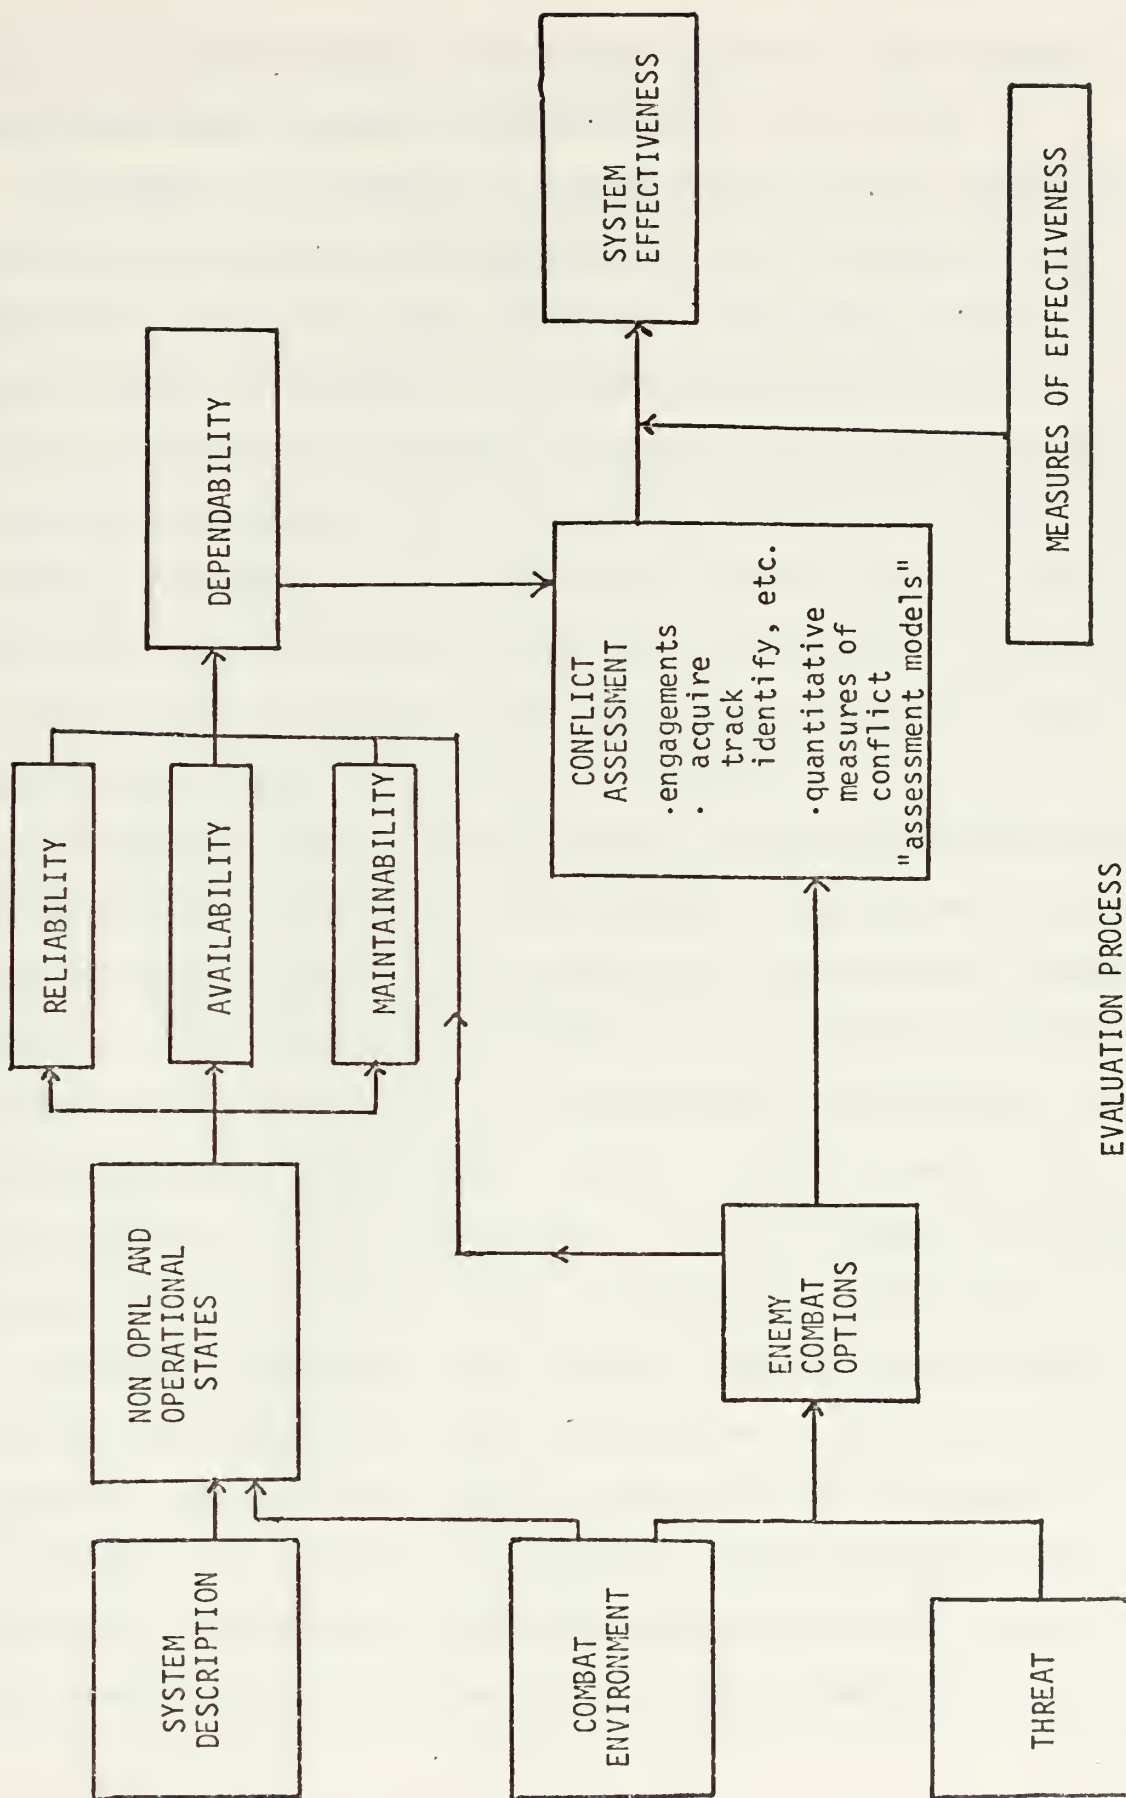 SYSTEM
DESCRIPTION
COMBAT
ENVIRONMENT
THREAT
NON OPNL AND
OPERATIONAL
STATES
ENEMY
COMBAT
OPTIONS
RELIABILITY
AVAILABILITY
MAINTAINABILITY
DEPENDABILITY
CONFLICT
ASSESSMENT
·engagements
· acquire
track
identify, etc.
·quantitative
measures of
conflict
"assessment models"
SYSTEM
EFFECTIVENESS
MEASURES OF EFFECTIVENESS
EVALUATION PROCESS